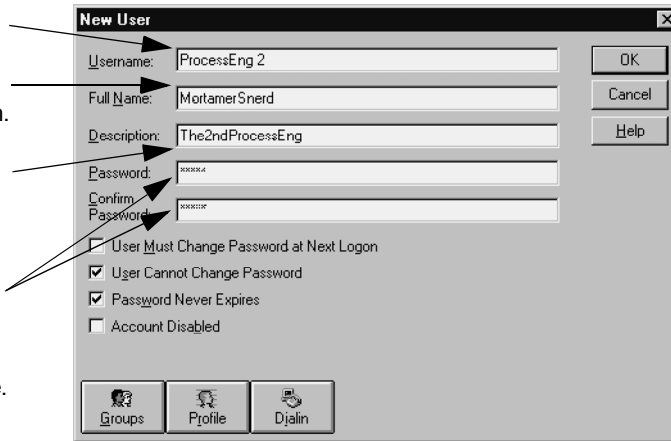 New User
Username: ProcessEng 2
OK
Full Name: MortamerSnerd
Cancel
Description: The2ndProcessEng
Help
Password: *****
Confirm Password: ******
User Must Change Password at Next Logon
User Cannot Change Password
Password Never Expires
Account Disabled
Groups
Profile
Dialin